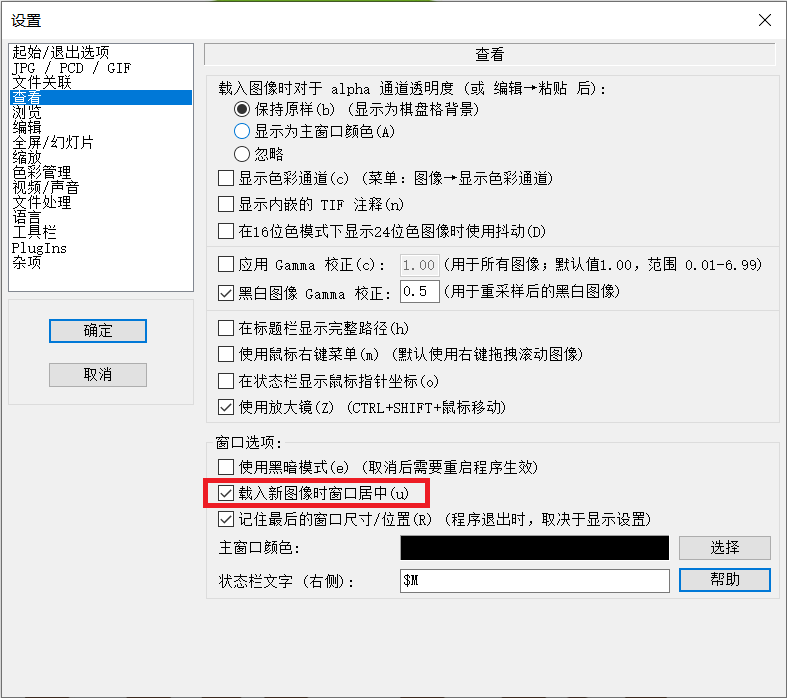 设置
起始/退出选项
JPG / PCD / GIF
文件关联
查看
浏览
编辑
全屏/幻灯片
缩放
色彩管理
视频/声音
文件处理
语言
工具栏
PlugIns
杂项
确定
取消
查看
载入图像时对于 alpha 通道透明度（或 编辑→粘贴 后）:
保持原样(b) （显示为棋盘格背景）
显示为主窗口颜色(A)
忽略
显示色彩通道(c) （菜单：图像→显示色彩通道）
显示内嵌的 TIF 注释(n)
在16位色模式下显示24位色图像时使用抖动(D)
应用 Gamma 校正(c): 1.00 (用于所有图像；默认值1.00，范围 0.01-6.99)
黑白图像 Gamma 校正: 0.5 (用于重采样后的黑白图像)
在标题栏显示完整路径(h)
使用鼠标右键菜单(m) （默认使用右键拖拽滚动图像）
在状态栏显示鼠标指针坐标(o)
使用放大镜(Z) (CTRL+SHIFT+鼠标移动)
窗口选项:
使用黑暗模式(e) （取消后需要重启程序生效）
载入新图像时窗口居中(u)
记住最后的窗口尺寸/位置(R) （程序退出时，取决于显示设置）
主窗口颜色: 选择
状态栏文字（右侧）: $M 帮助